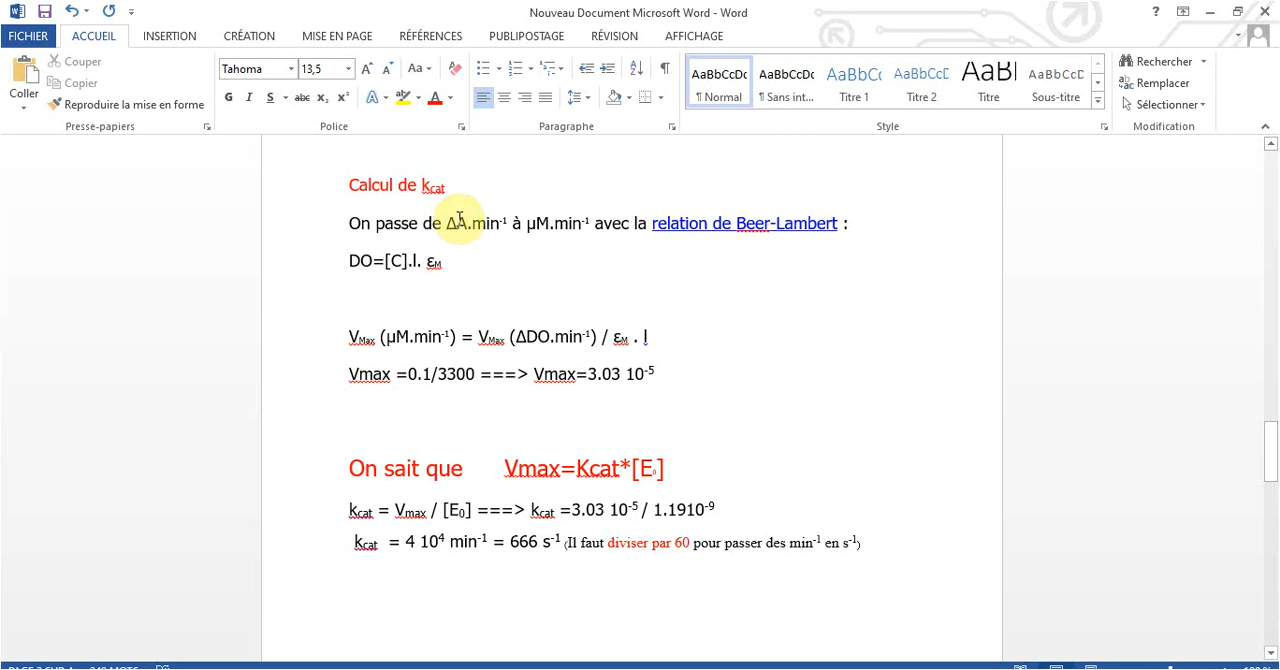 Nouveau Document Microsoft Word - Word
FICHIER ACCUEIL INSERTION CRÉATION MISE EN PAGE RÉFÉRENCES PUBLIPOSTAGE RÉVISION AFFICHAGE
Coller
Couper
Copier
Reproduire la mise en forme
Presse-papiers
Tahoma 13,5
G I S abc x₂ x²
Police
Paragraphe
AaBbCcDc AaBbCcDc AaBbCc AaBbCcD AaBl AaBbCcD
¶ Normal ¶ Sans int... Titre 1 Titre 2 Titre Sous-titre
Style
Rechercher
Remplacer
Sélectionner
Modification
Calcul de kcat
On passe de ΔA.min⁻¹ à µM.min⁻¹ avec la relation de Beer-Lambert :
DO=[C].l. εM
VMax (µM.min⁻¹) = VMax (ΔDO.min⁻¹) / εM . l
Vmax =0.1/3300 ===> Vmax=3.03 10⁻⁵
On sait que Vmax=Kcat*[E₀]
kcat = Vmax / [E₀] ===> kcat =3.03 10⁻⁵ / 1.1910⁻⁹
kcat = 4 10⁴ min⁻¹ = 666 s⁻¹ (Il faut diviser par 60 pour passer des min⁻¹ en s⁻¹)